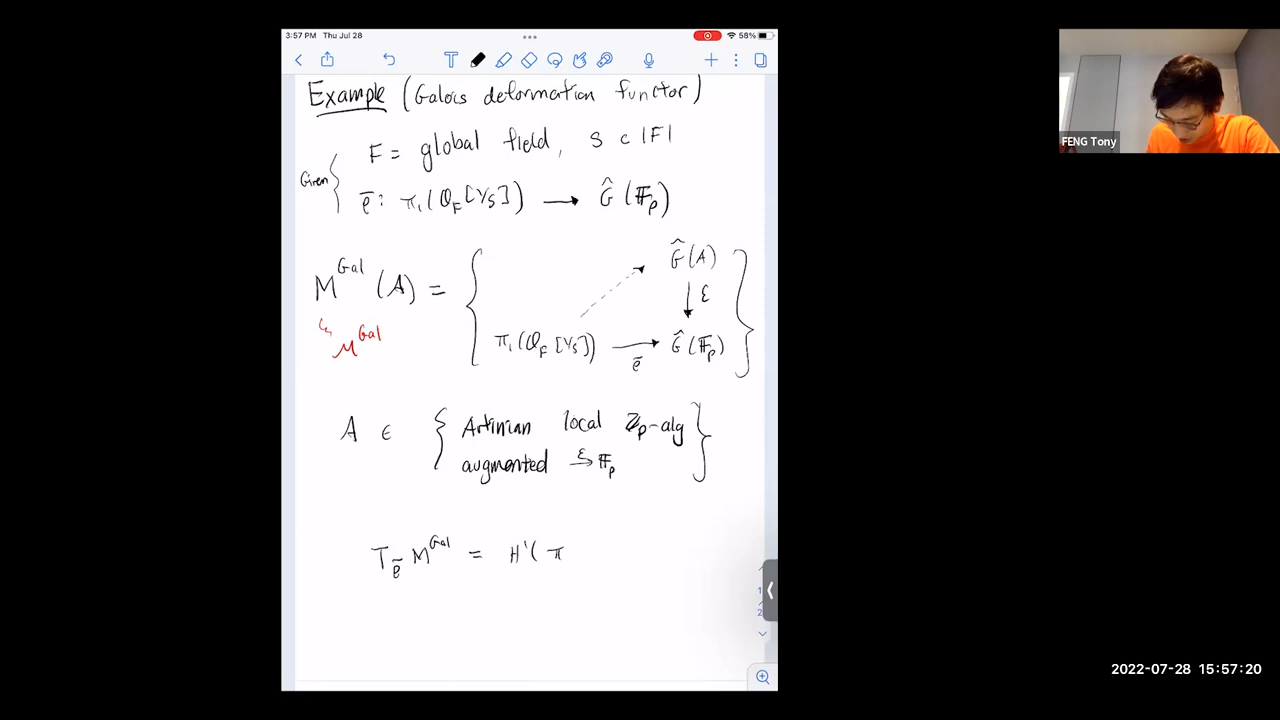 3:57 PM Thu Jul 28
58%
Example (Galois deformation functor)
Given
F = global field, S ⊂ |F|
ρ̄: π₁(O_F[1/S]) → Ĝ(𝔽_p)
M^Gal (A) =
Ĝ(A)
↓ ε
π₁(O_F[1/S]) → Ĝ(𝔽_p)
ρ̄
↳ M^Gal
A ∈ { Artinian local ℤ_p-alg
augmented →^ε 𝔽_p }
T_ρ̄ M^Gal = H¹( π
1
2
FENG Tony
2022-07-28 15:57:20